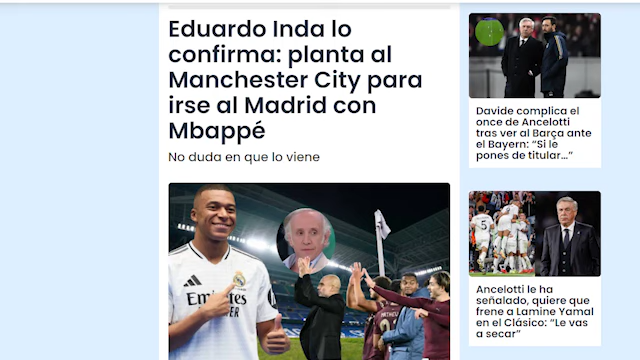 Eduardo Inda lo
confirma: planta al
Manchester City para
irse al Madrid con
Mbappé
No duda en que lo viene
Davide complica el
once de Ancelotti
tras ver al Barça ante
el Bayern: “Si le
pones de titular…”
Ancelotti le ha
señalado, quiere que
frene a Lamine Yamal
en el Clásico: “Le vas
a secar”